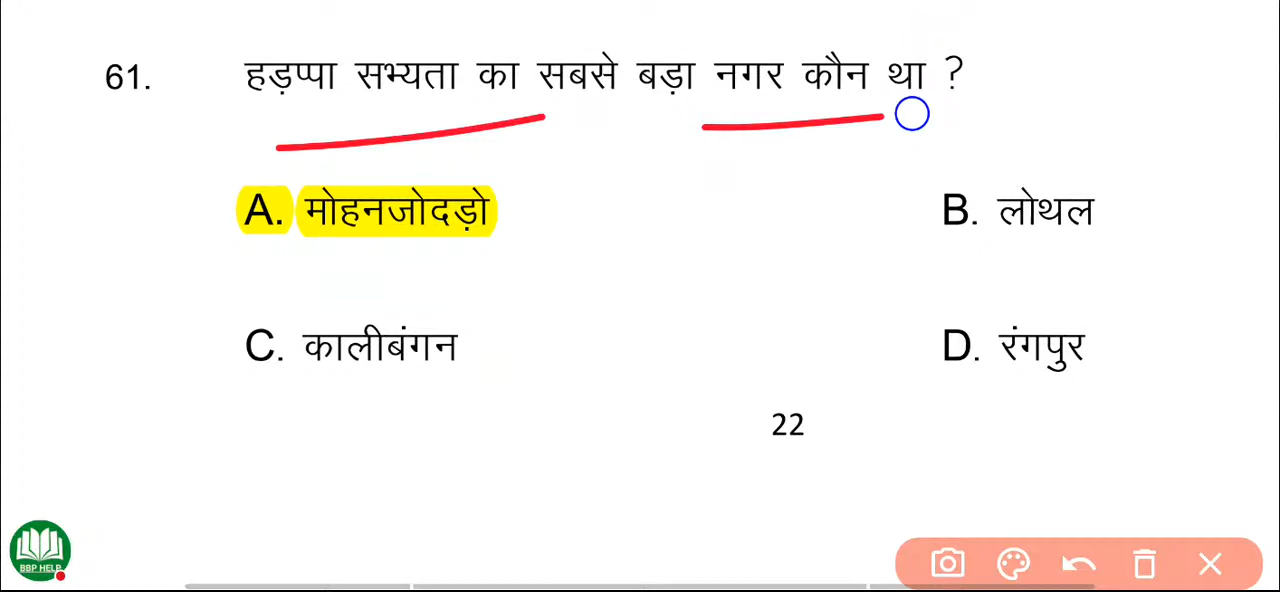 61. हड़प्पा सभ्यता का सबसे बड़ा नगर कौन था ?
A. मोहनजोदड़ो B. लोथल
C. कालीबंगन D. रंगपुर
22
BBP HELP